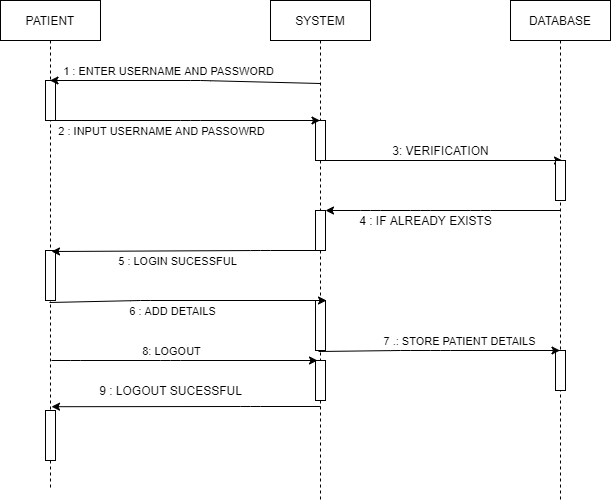 PATIENT
SYSTEM
DATABASE
1 : ENTER USERNAME AND PASSWORD
2 : INPUT USERNAME AND PASSOWRD
3: VERIFICATION
4 : IF ALREADY EXISTS
5 : LOGIN SUCESSFUL
6 : ADD DETAILS
7 .: STORE PATIENT DETAILS
8: LOGOUT
9 : LOGOUT SUCESSFUL